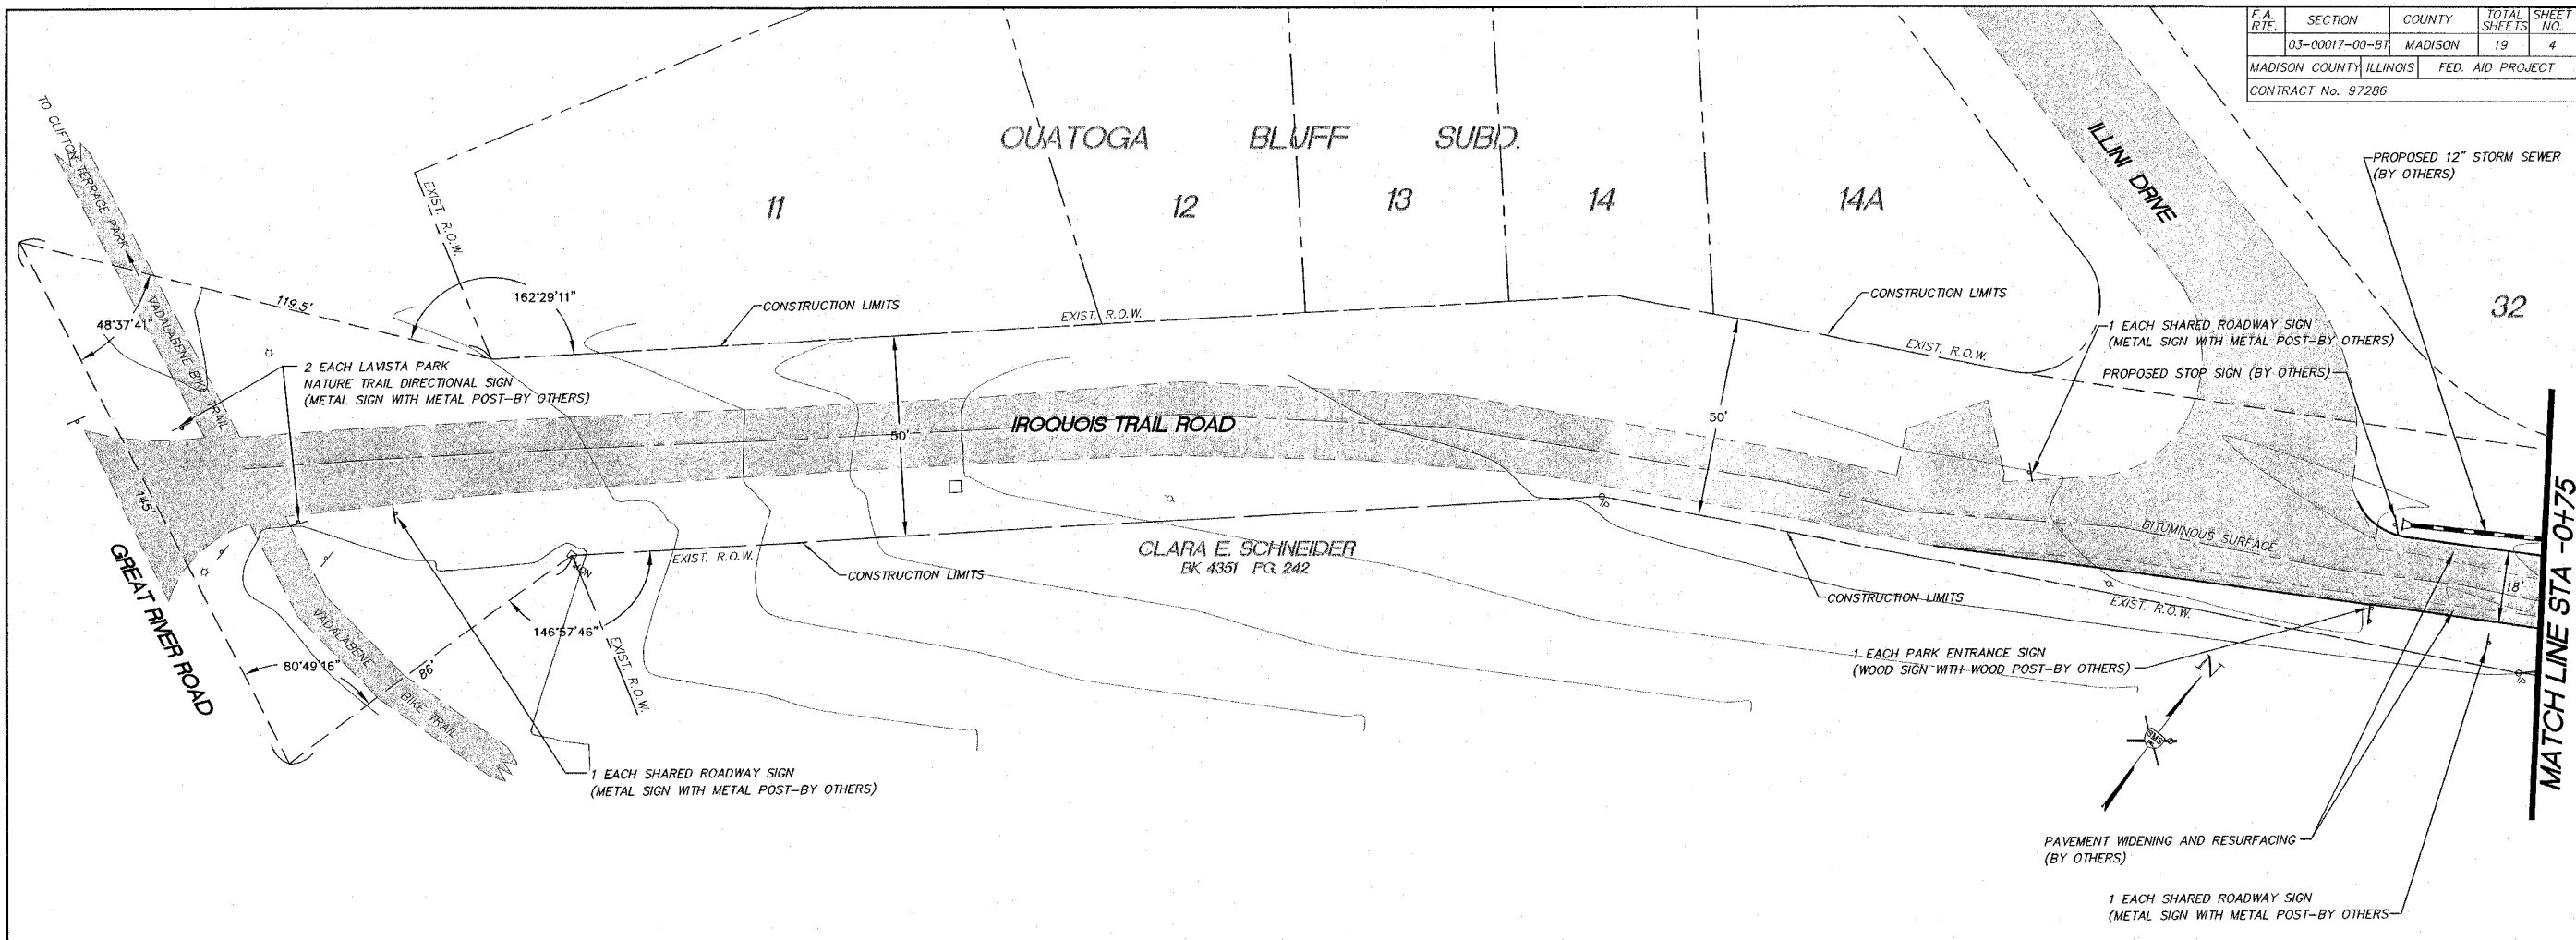 F.A. RTE. SECTION COUNTY TOTAL SHEETS SHEET NO.
03-00017-00-BT MADISON 19 4
MADISON COUNTY ILLINOIS FED. AID PROJECT
CONTRACT No. 97286
OUATOGA BLUFF SUBD.
11
12
13
14
14A
32
ILLINI DRIVE
PROPOSED 12" STORM SEWER
(BY OTHERS)
TO CLIFTON TERRACE PARK
VADALABENE BIKE TRAIL
EXIST. R.O.W.
119.5'
162°29'11"
48°37'41"
CONSTRUCTION LIMITS
EXIST. R.O.W.
CONSTRUCTION LIMITS
EXIST. R.O.W.
1 EACH SHARED ROADWAY SIGN
(METAL SIGN WITH METAL POST-BY OTHERS)
PROPOSED STOP SIGN (BY OTHERS)
2 EACH LAVISTA PARK
NATURE TRAIL DIRECTIONAL SIGN
(METAL SIGN WITH METAL POST-BY OTHERS)
IROQUOIS TRAIL ROAD
50'
50'
145'
GREAT RIVER ROAD
BITUMINOUS SURFACE
18'
MATCH LINE STA -0+75
CLARA E. SCHNEIDER
BK 4351 PG. 242
EXIST. R.O.W.
CONSTRUCTION LIMITS
MON
146°57'46"
EXIST. R.O.W.
80°49'16"
86'
VADALABENE BIKE TRAIL
CONSTRUCTION LIMITS
EXIST. R.O.W.
1 EACH PARK ENTRANCE SIGN
(WOOD SIGN WITH WOOD POST-BY OTHERS)
N
SMS
1 EACH SHARED ROADWAY SIGN
(METAL SIGN WITH METAL POST-BY OTHERS)
PAVEMENT WIDENING AND RESURFACING
(BY OTHERS)
1 EACH SHARED ROADWAY SIGN
(METAL SIGN WITH METAL POST-BY OTHERS